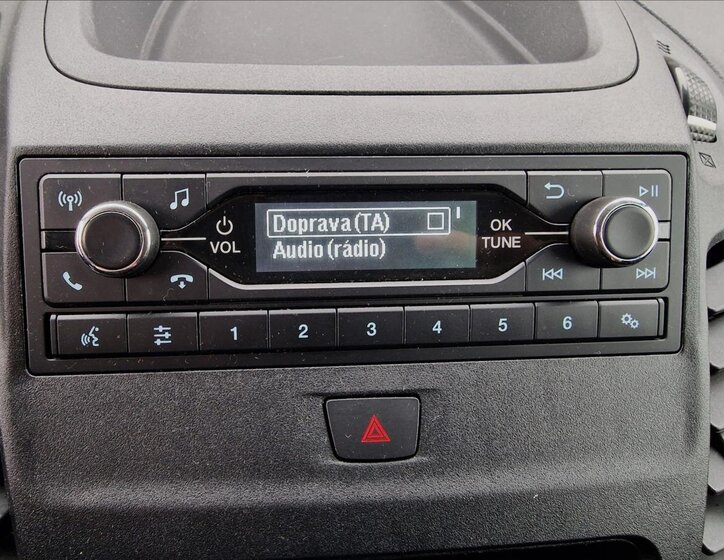 Doprava (TA)
Audio (rádio)
VOL
OK
TUNE
1
2
3
4
5
6